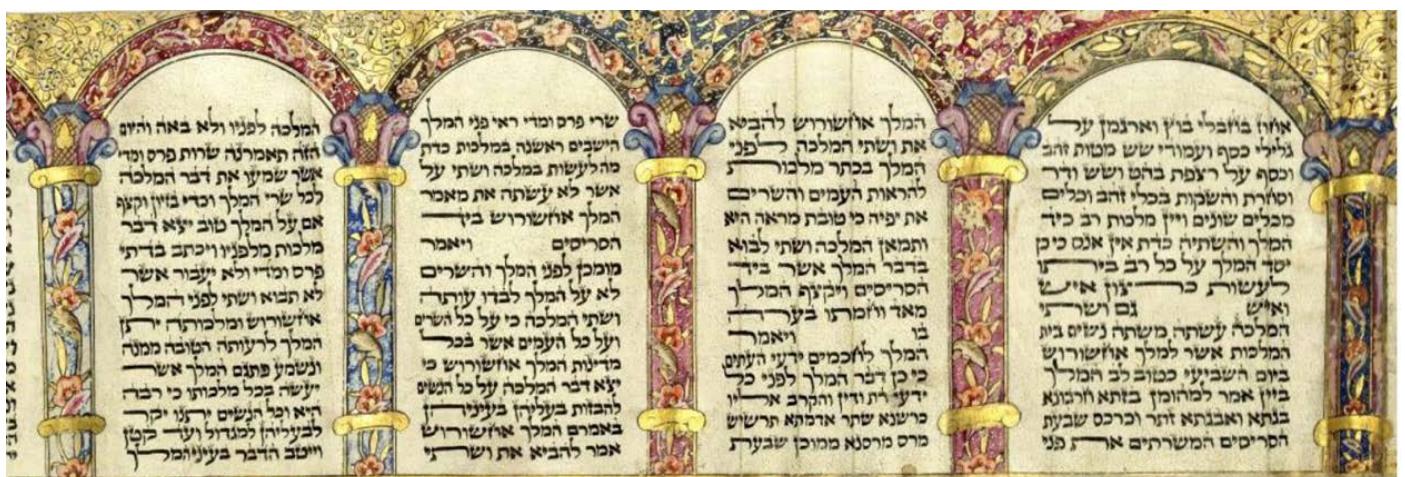 אחוז בחבלי בוץ וארגמן על
גלילי כסף ועמודי שש מטות זהב
וכסף על רצפת בהט ושש ודר
וסחרת והשקות בכלי זהב וכלים
מכלים שונים ויין מלכות רב כיד
המלך והשתיה כדת אין אנס כי כן
יסד המלך על כל רב ביתו
לעשות כרצון איש
ואיש גם ושתי
המלכה עשתה משתה נשים בית
המלכות אשר למלך אחשורוש
ביום השביעי כטוב לב המלך
ביין אמר למהומן בזתא חרבונא
בגתא ואבגתא זתר וכרכס שבעת
הסריסים המשרתים את פני
המלך אחשורוש להביא
את ושתי המלכה לפני
המלך בכתר מלכות
להראות העמים והשרים
את יפיה כי טובת מראה היא
ותמאן המלכה ושתי לבוא
בדבר המלך אשר ביד
הסריסים ויקצף המלך
מאד וחמתו בערה
בו ויאמר
המלך לחכמים ידעי העתים
כי כן דבר המלך לפני כל
ידעי דת ודין והקרב אליו
כרשנא שתר אדמתא תרשיש
מרס מרסנא ממוכן שבעת
שרי פרס ומדי ראי פני המלך
הישבים ראשנה במלכות כדת
מה לעשות במלכה ושתי על
אשר לא עשתה את מאמר
המלך אחשורוש ביד
הסריסים ויאמר
מומכן לפני המלך והשרים
לא על המלך לבדו עותה
ושתי המלכה כי על כל השרים
ועל כל העמים אשר בכל
מדינות המלך אחשורוש כי
יצא דבר המלכה על כל הנשים
להבזות בעליהן בעיניהן
באמרם המלך אחשורוש
אמר להביא את ושתי
המלכה לפניו ולא באה והיום
הזה תאמרנה שרות פרס ומדי
אשר שמעו את דבר המלכה
לכל שרי המלך וכדי בזיון וקצף
אם על המלך טוב יצא דבר
מלכות מלפניו ויכתב בדתי
פרס ומדי ולא יעבור אשר
לא תבוא ושתי לפני המלך
אחשורוש ומלכותה יתן
המלך לרעותה הטובה ממנה
ונשמע פתגם המלך אשר
יעשה בכל מלכותו כי רבה
היא וכל הנשים יתנו יקר
לבעליהן למגדול ועד קטן
וייטב הדבר בעיני המלך